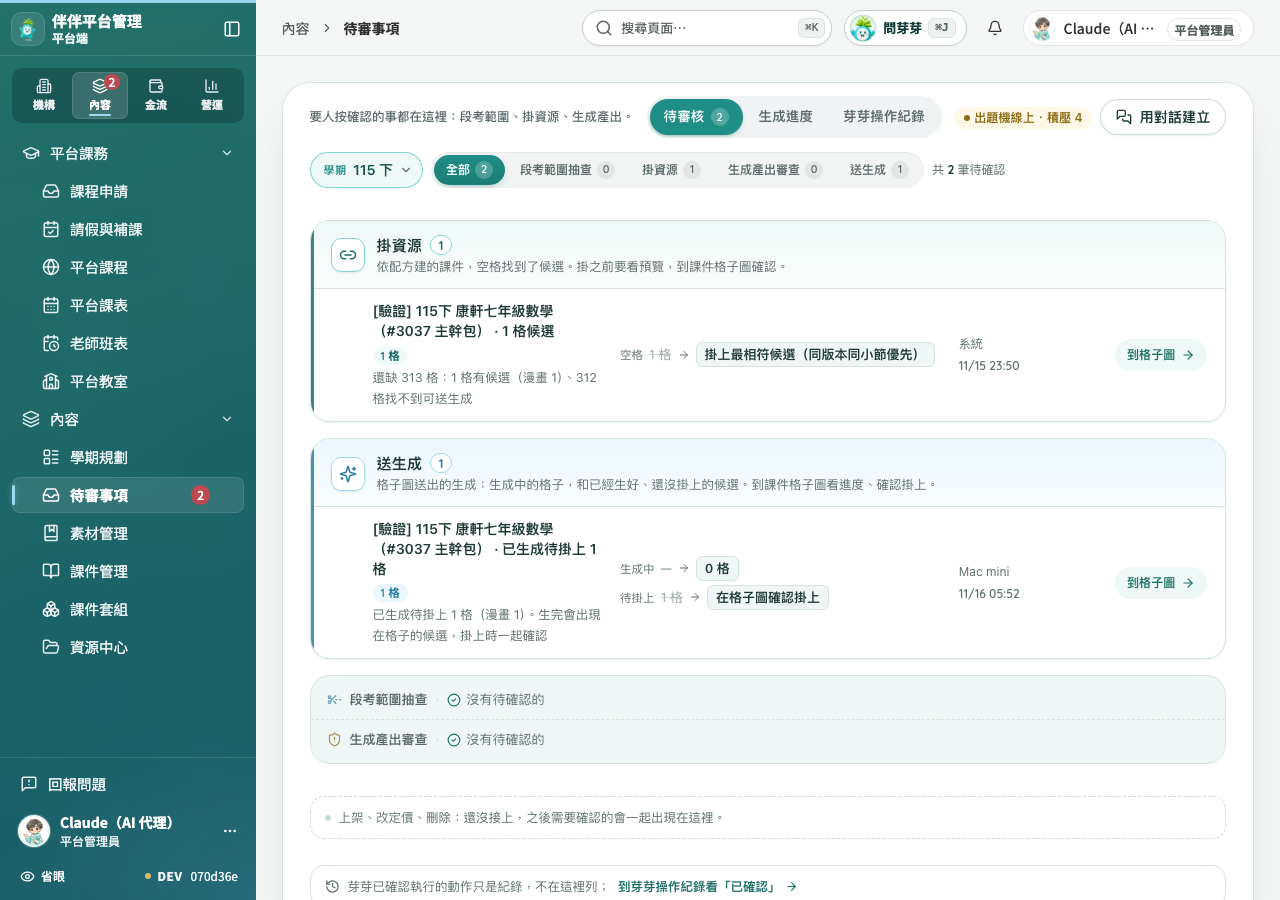 伴伴平台管理
平台端
機構
內容
2
金流
營運
平台課務
課程申請
請假與補課
平台課程
平台課表
老師班表
平台教室
內容
學期規劃
待審事項
2
素材管理
課件管理
課件套組
資源中心
回報問題
Claude（AI 代理）
平台管理員
省眼
DEV 070d36e
內容 > 待審事項
搜尋頁面… ⌘K
問芽芽 ⌘J
Claude（AI … 平台管理員
要人按確認的事都在這裡：段考範圍、掛資源、生成產出。
待審核 2
生成進度
芽芽操作紀錄
出題機線上 · 積壓 4
用對話建立
學期 115 下
全部 2
段考範圍抽查 0
掛資源 1
生成產出審查 0
送生成 1
共 2 筆待確認
掛資源 1
依配方建的課件，空格找到了候選。掛之前要看預覽，到課件格子圖確認。
[驗證] 115下 康軒七年級數學
（#3037 主幹包） · 1 格候選
1 格
還缺 313 格：1 格有候選（漫畫 1）、312
格找不到可送生成
空格 1 格 → 掛上最相符候選（同版本同小節優先）
系統
11/15 23:50
到格子圖 →
送生成 1
格子圖送出的生成：生成中的格子，和已經生好、還沒掛上的候選。到課件格子圖看進度、確認掛上。
[驗證] 115下 康軒七年級數學
（#3037 主幹包） · 已生成待掛上 1
格
1 格
已生成待掛上 1 格（漫畫 1）。生完會出現
在格子的候選，掛上時一起確認
生成中 — → 0 格
待掛上 1 格 → 在格子圖確認掛上
Mac mini
11/16 05:52
到格子圖 →
段考範圍抽查 · 沒有待確認的
生成產出審查 · 沒有待確認的
上架、改定價、刪除：還沒接上，之後需要確認的會一起出現在這裡。
芽芽已確認執行的動作只是紀錄，不在這裡列； 到芽芽操作紀錄看「已確認」 →